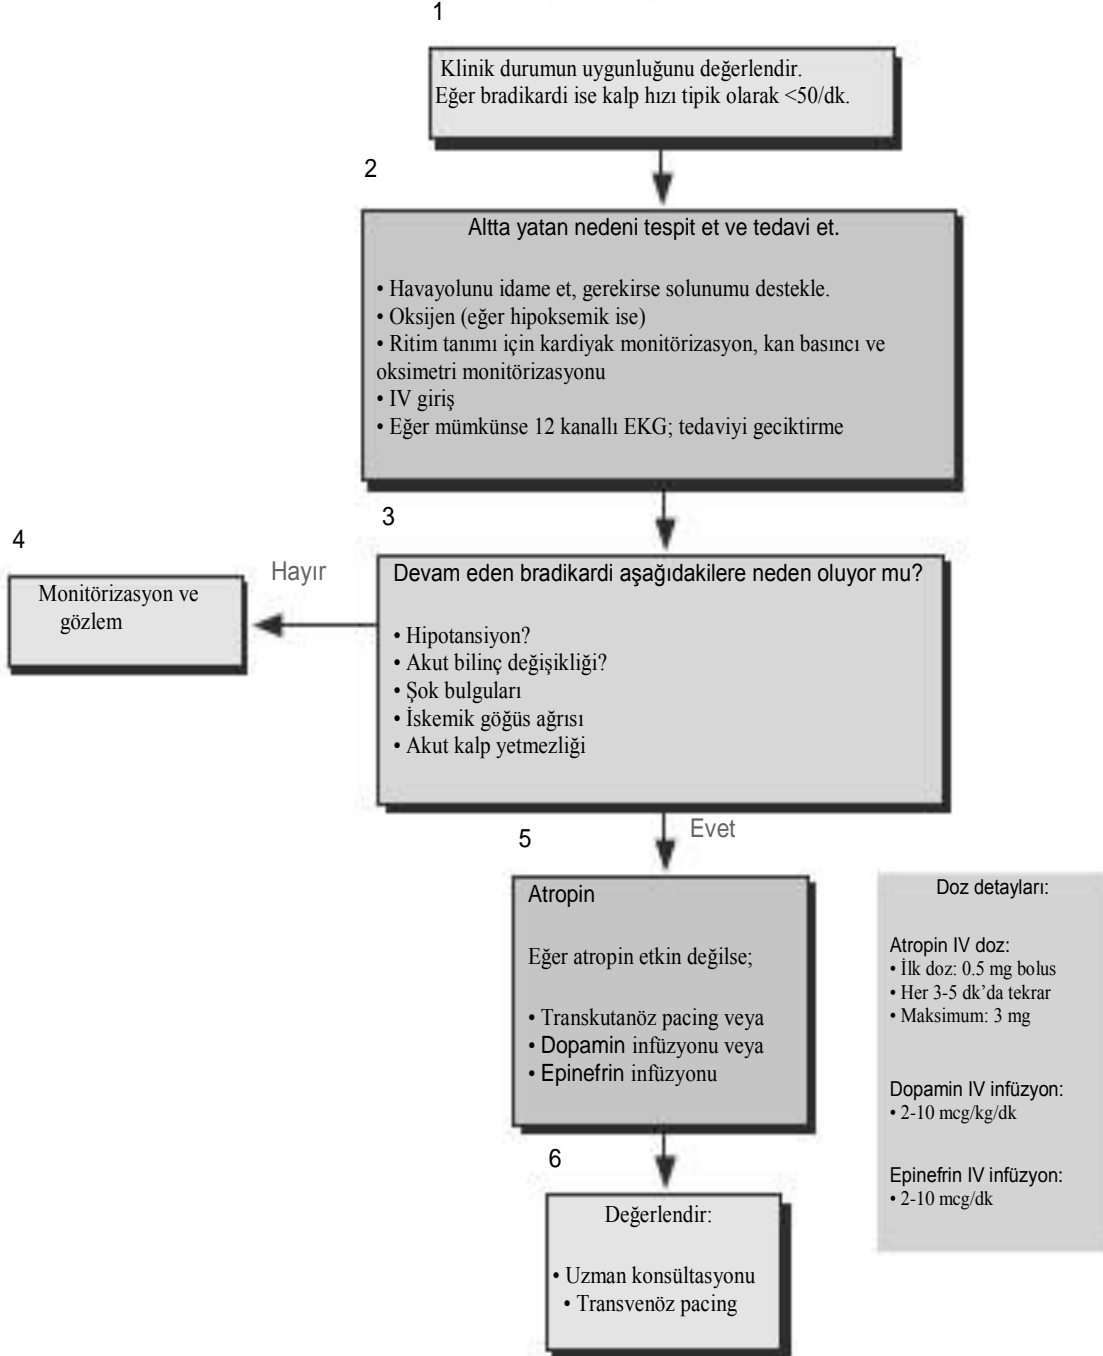 1
Klinik durumun uygunluğunu değerlendir.
Eğer bradikardi ise kalp hızı tipik olarak <50/dk.
2
Altta yatan nedeni tespit et ve tedavi et.
• Havayolunu idame et, gerekirse solunumu destekle.
• Oksijen (eğer hipoksemik ise)
• Ritim tanımı için kardiyak monitörizasyon, kan basıncı ve
oksimetri monitörizasyonu
• IV giriş
• Eğer mümkünse 12 kanallı EKG; tedaviyi geciktirme
3
Devam eden bradikardi aşağıdakilere neden oluyor mu?
• Hipotansiyon?
• Akut bilinç değişikliği?
• Şok bulguları
• İskemik göğüs ağrısı
• Akut kalp yetmezliği
Hayır
4
Monitörizasyon ve
gözlem
Evet
5
Atropin
Eğer atropin etkin değilse;
• Transkutanöz pacing veya
• Dopamin infüzyonu veya
• Epinefrin infüzyonu
Doz detayları:
Atropin IV doz:
• İlk doz: 0.5 mg bolus
• Her 3-5 dk’da tekrar
• Maksimum: 3 mg
Dopamin IV infüzyon:
• 2-10 mcg/kg/dk
Epinefrin IV infüzyon:
• 2-10 mcg/dk
6
Değerlendir:
• Uzman konsültasyonu
• Transvenöz pacing